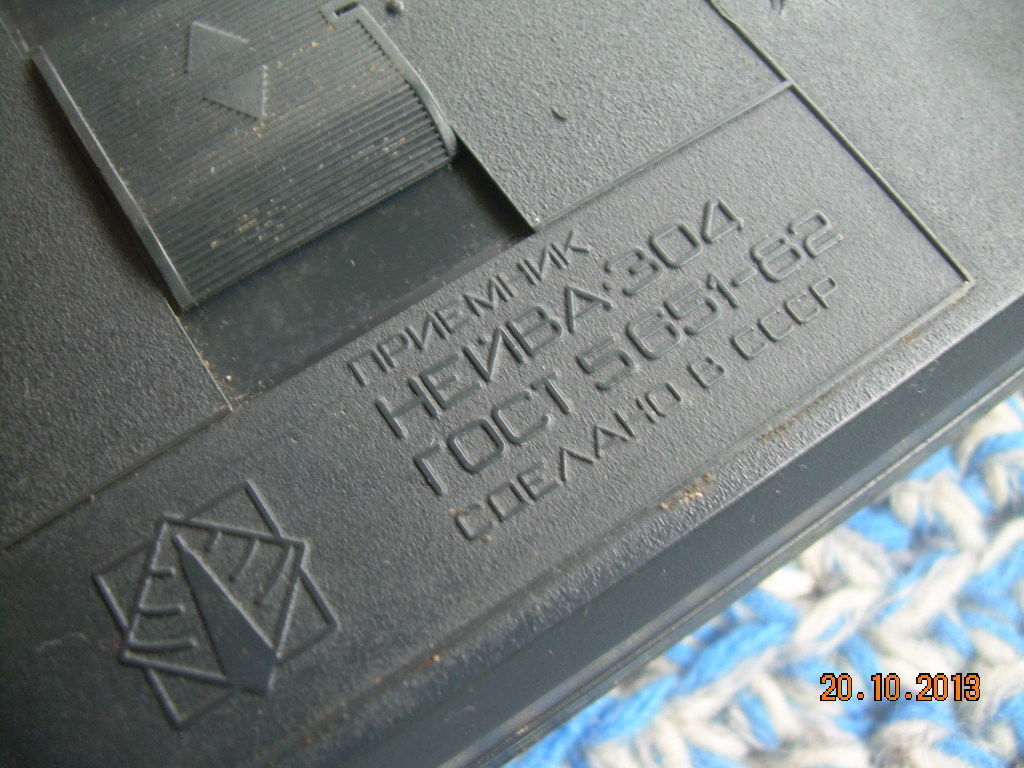 ПРИЕМНИК
НЕЙВА·304
ГОСТ 5651-82
СДЕЛАНО В СССР
20.10.2013